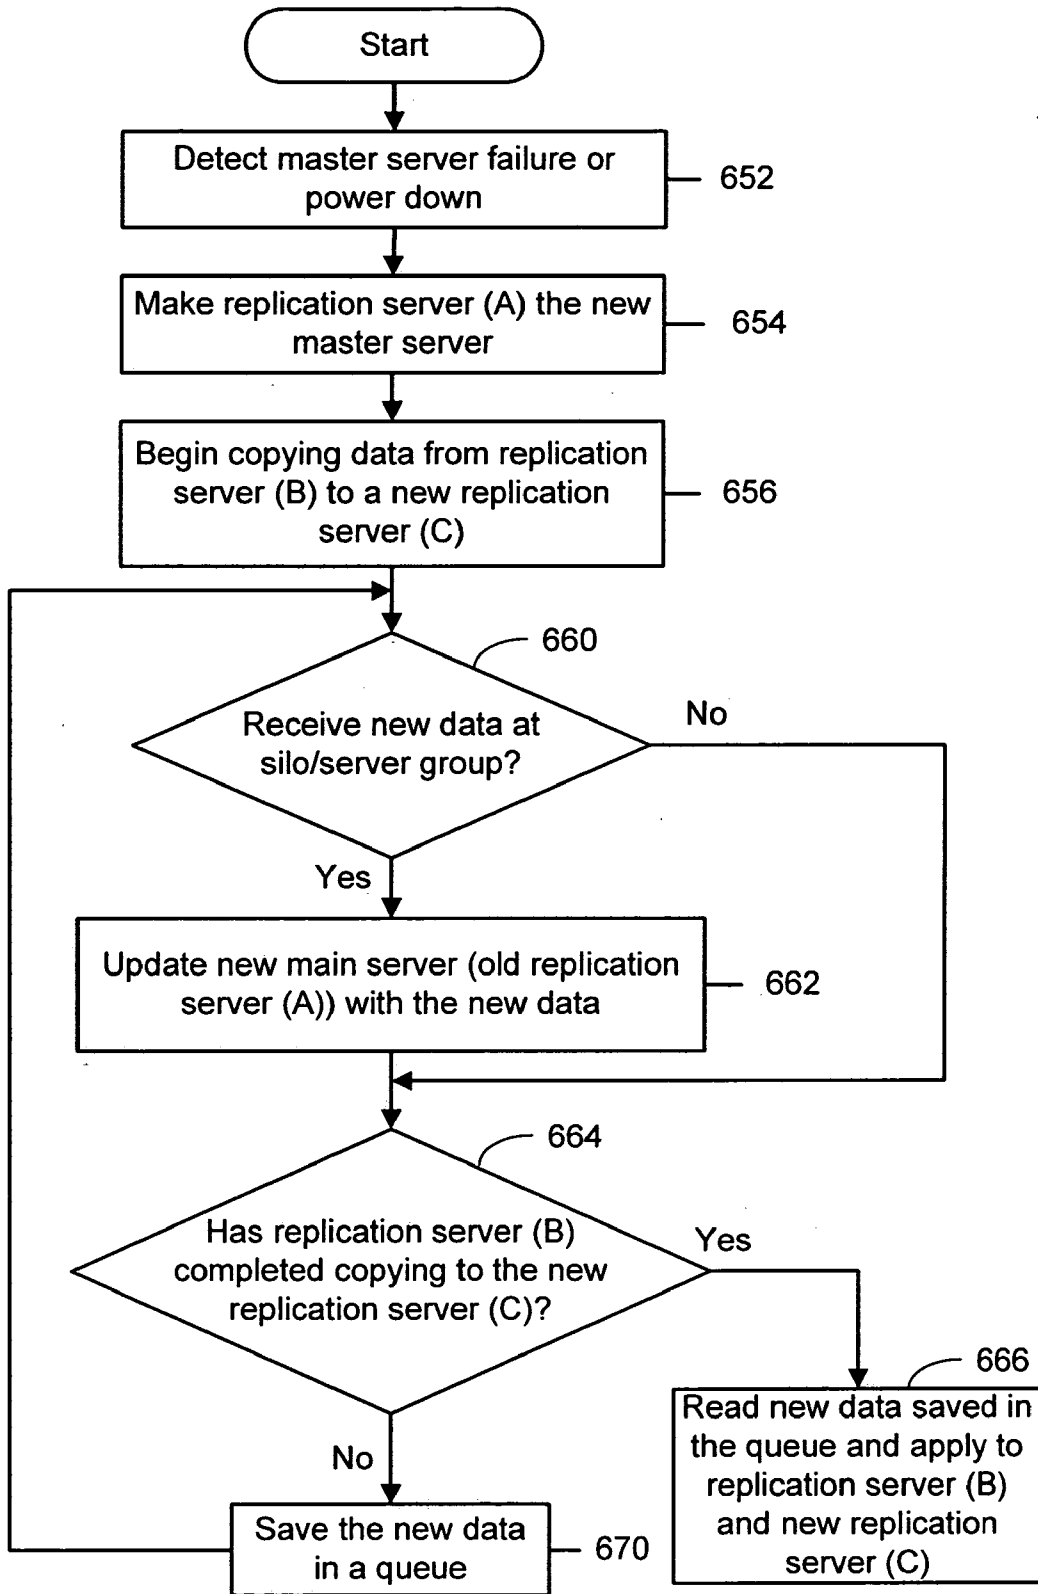 Start
Detect master server failure or
power down
652
Make replication server (A) the new
master server
654
Begin copying data from replication
server (B) to a new replication
server (C)
656
660
Receive new data at
silo/server group?
No
Yes
Update new main server (old replication
server (A)) with the new data
662
664
Has replication server (B)
completed copying to the new
replication server (C)?
Yes
No
666
Read new data saved in
the queue and apply to
replication server (B)
and new replication
server (C)
Save the new data
in a queue
670